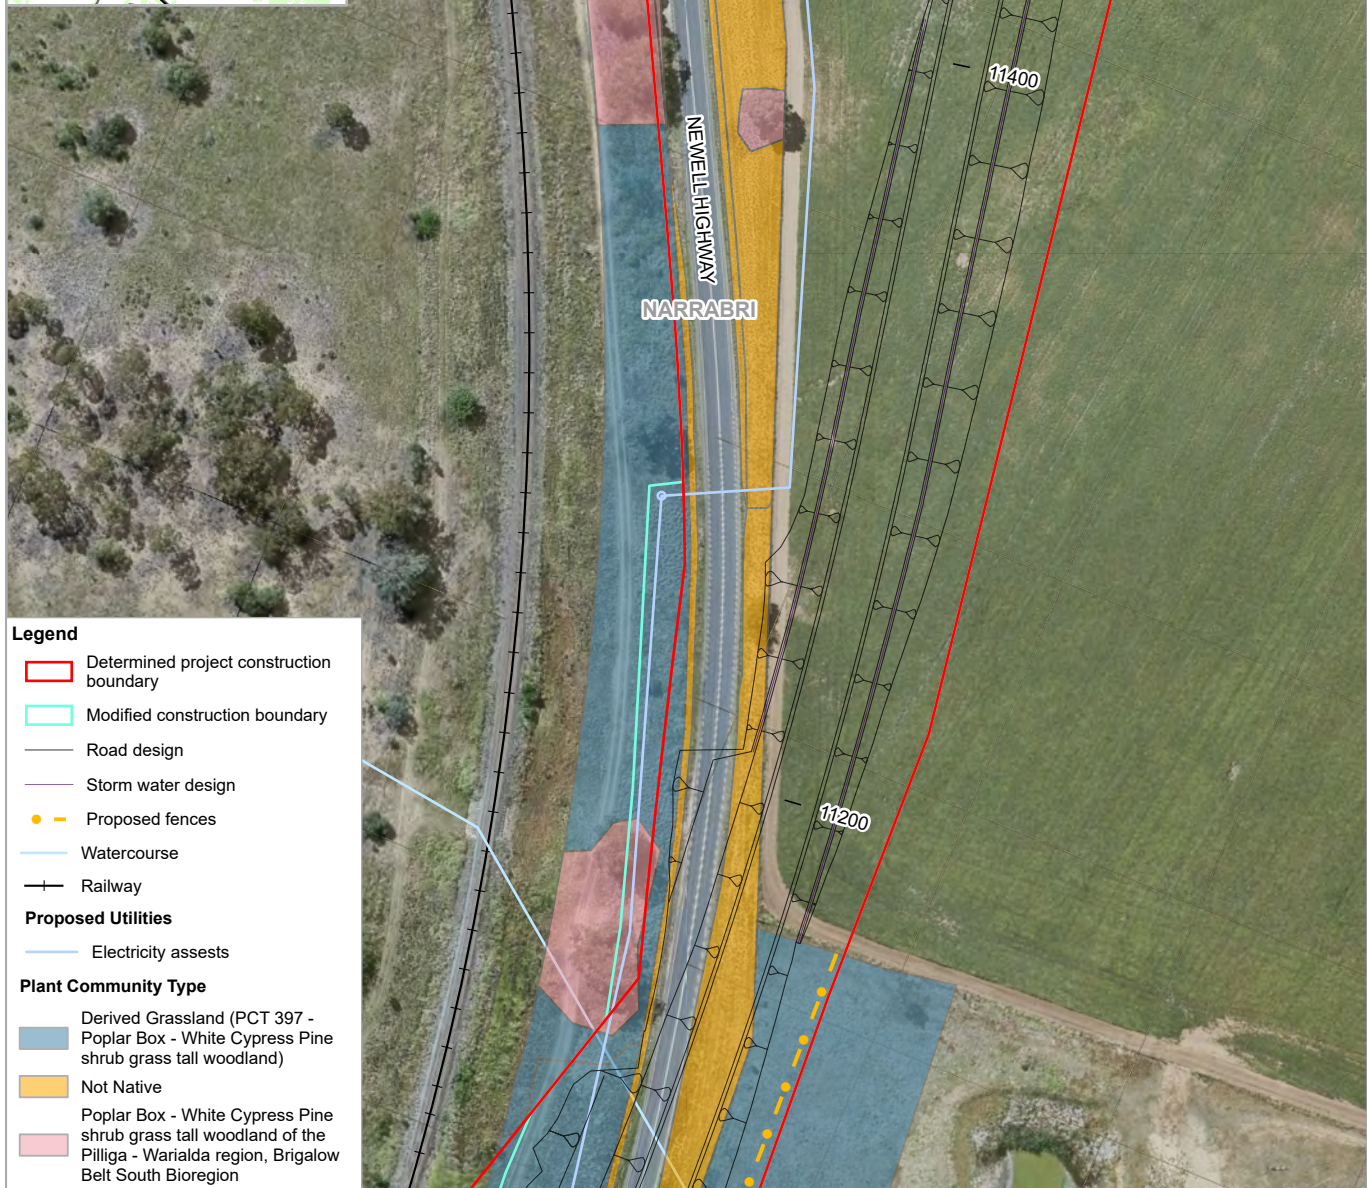 11400
NEWELL HIGHWAY
NARRABRI
11200
Legend
Determined project construction
boundary
Modified construction boundary
Road design
Storm water design
Proposed fences
Watercourse
Railway
Proposed Utilities
Electricity assests
Plant Community Type
Derived Grassland (PCT 397 -
Poplar Box - White Cypress Pine
shrub grass tall woodland)
Not Native
Poplar Box - White Cypress Pine
shrub grass tall woodland of the
Pilliga - Warialda region, Brigalow
Belt South Bioregion